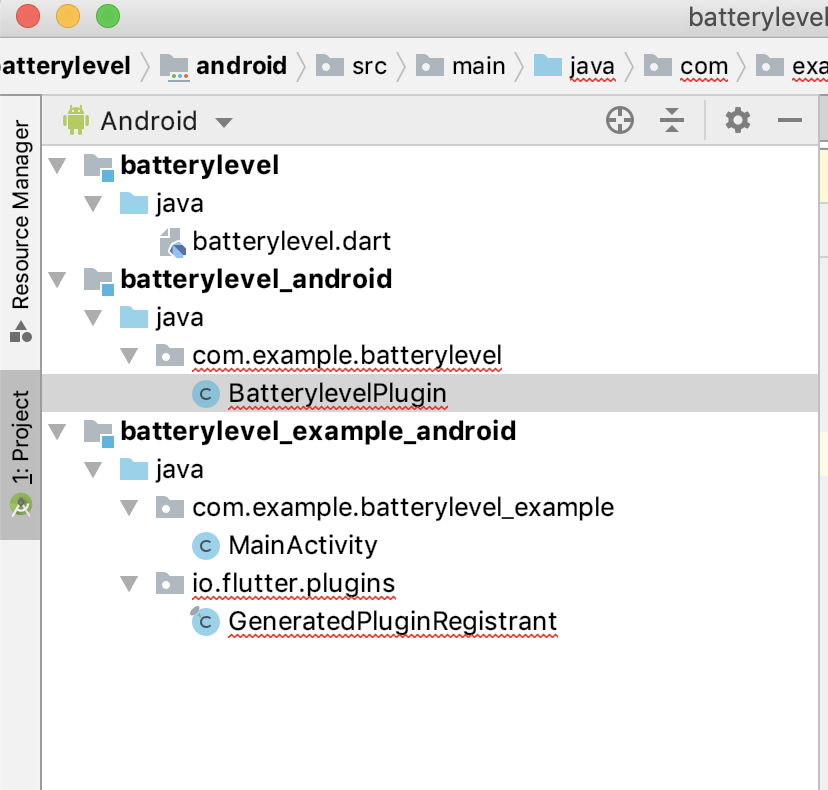 batterylevel
atterylevel android src main java com exa
Android
Resource Manager
1: Project
batterylevel
java
batterylevel.dart
batterylevel_android
java
com.example.batterylevel
C BatterylevelPlugin
batterylevel_example_android
java
com.example.batterylevel_example
C MainActivity
io.flutter.plugins
C GeneratedPluginRegistrant